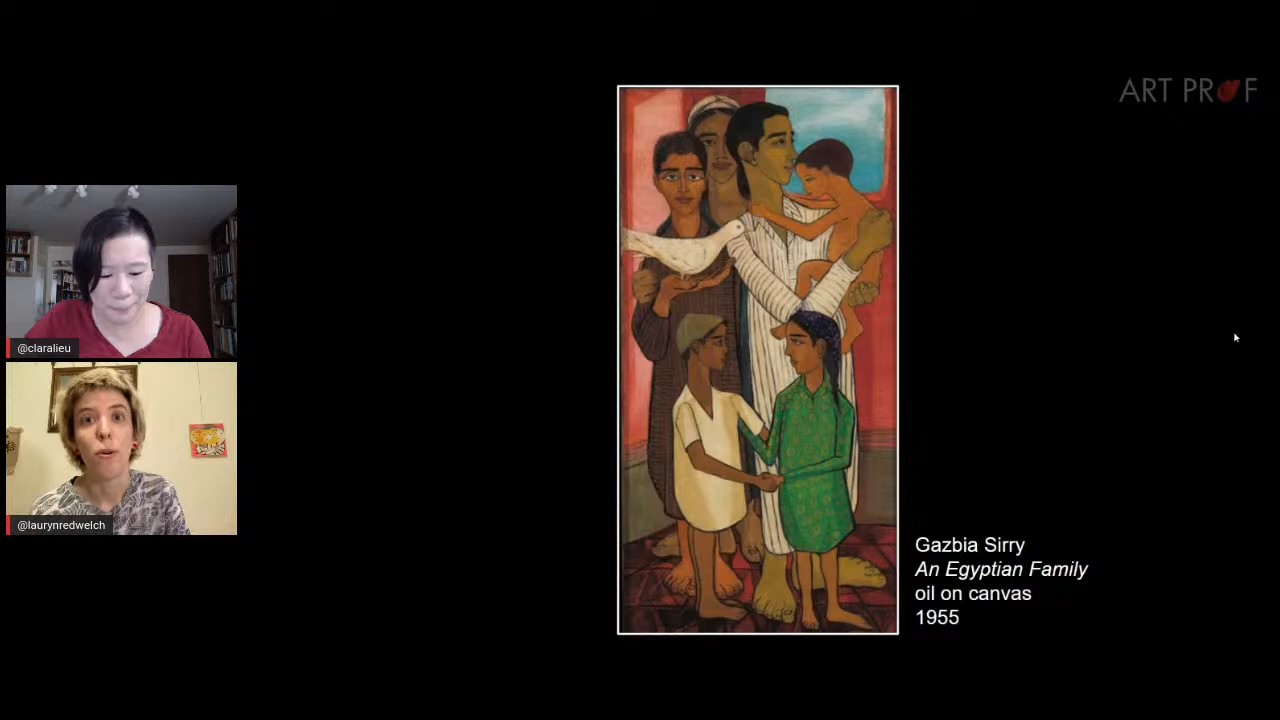 ART PROF
@claralieu
@laurynredwelch
Gazbia Sirry
An Egyptian Family
oil on canvas
1955